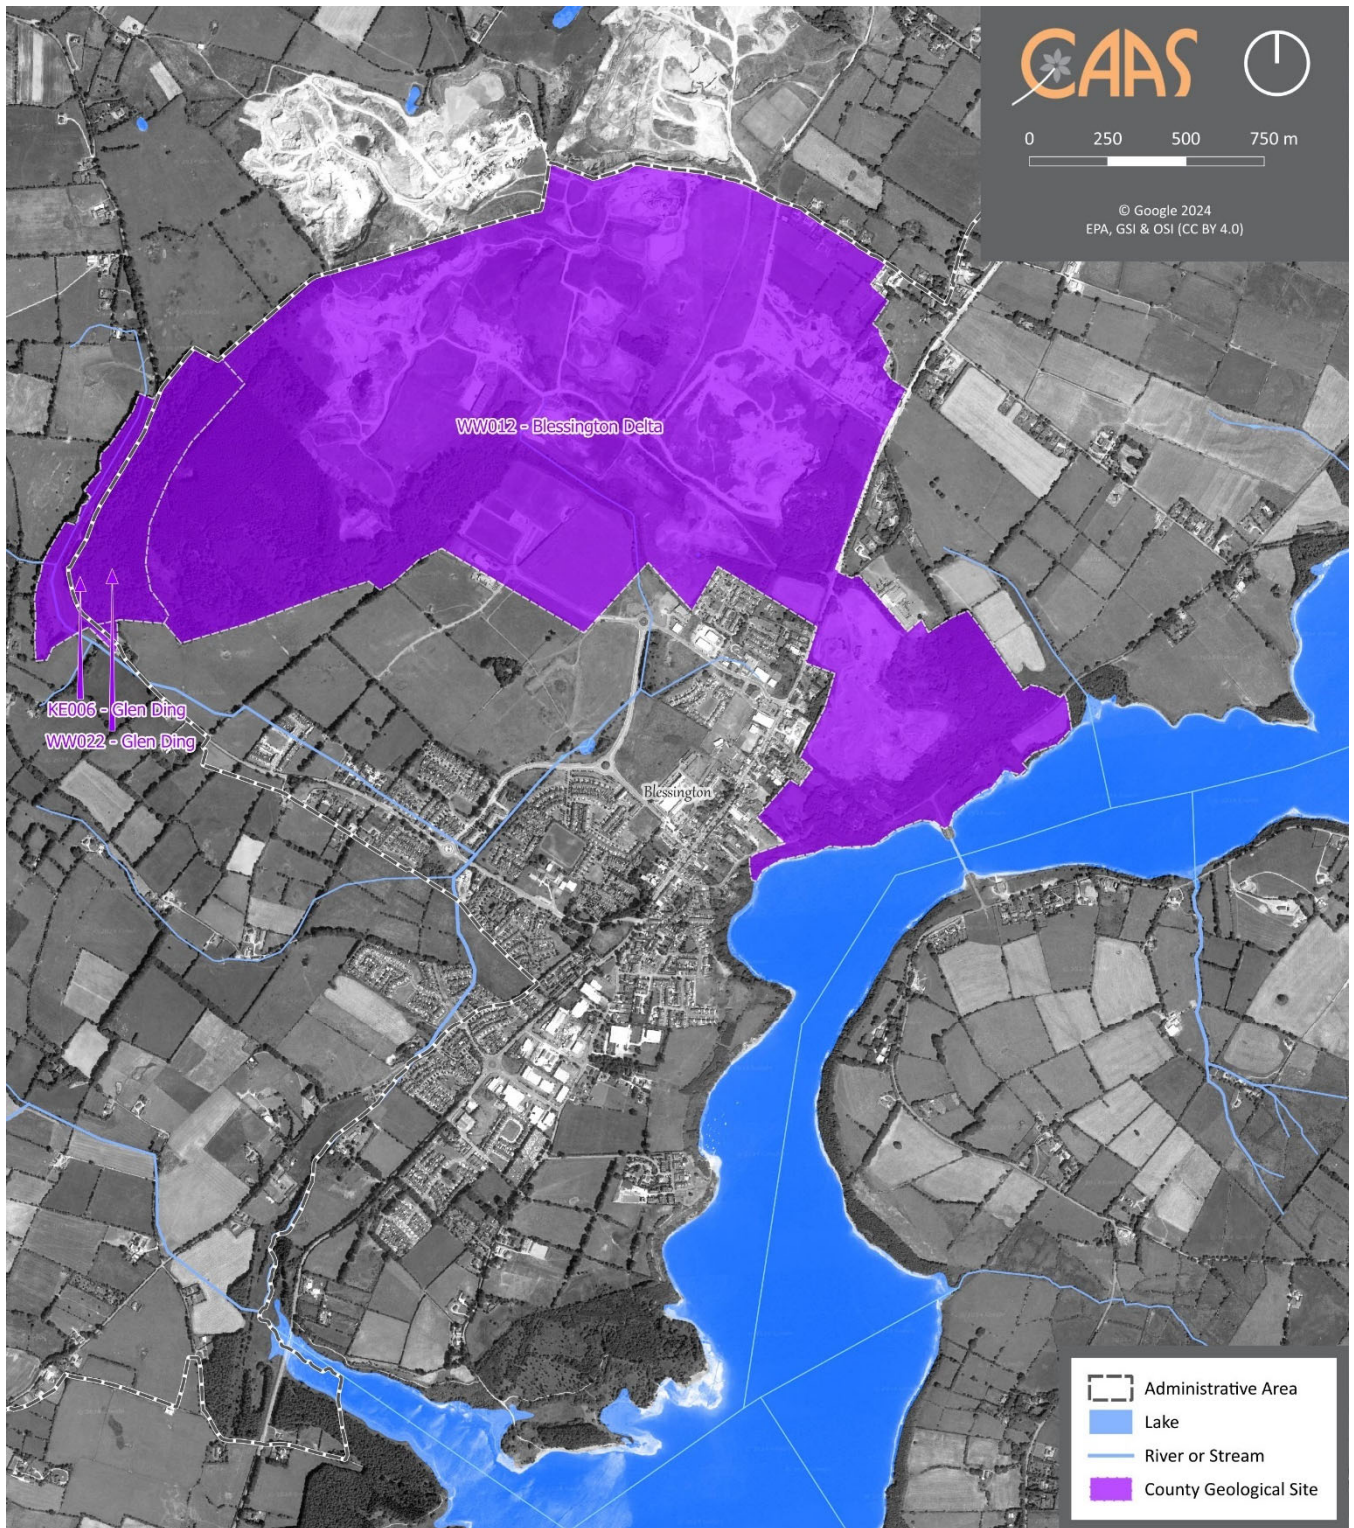 CAAS
0 250 500 750 m
© Google 2024
EPA, GSI & OSI (CC BY 4.0)
WW012 - Blessington Delta
KE006 - Glen Ding
WW022 - Glen Ding
Blessington
Administrative Area
Lake
River or Stream
County Geological Site